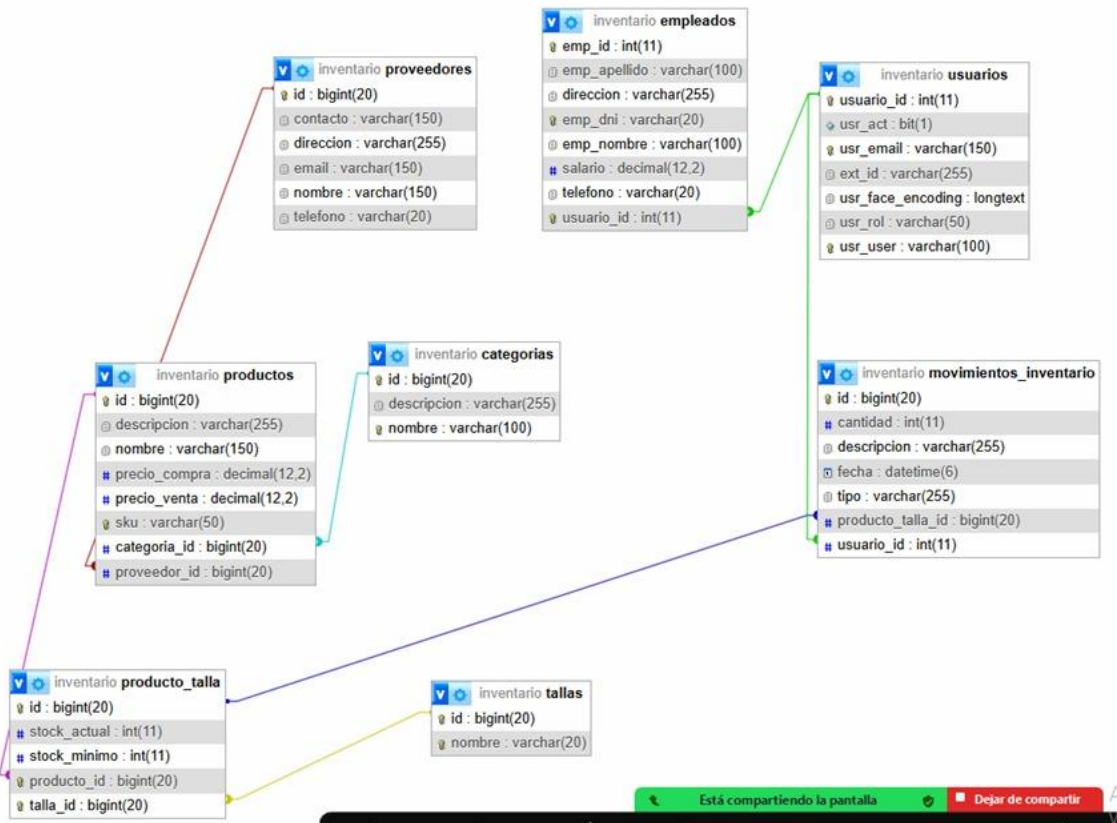 inventario proveedores
id : bigint(20)
contacto : varchar(150)
direccion : varchar(255)
email : varchar(150)
nombre : varchar(150)
telefono : varchar(20)
inventario empleados
emp_id : int(11)
emp_apellido : varchar(100)
direccion : varchar(255)
emp_dni : varchar(20)
emp_nombre : varchar(100)
salario : decimal(12,2)
telefono : varchar(20)
usuario_id : int(11)
inventario usuarios
usuario_id : int(11)
usr_act : bit(1)
usr_email : varchar(150)
ext_id : varchar(255)
usr_face_encoding : longtext
usr_rol : varchar(50)
usr_user : varchar(100)
inventario productos
id : bigint(20)
descripcion : varchar(255)
nombre : varchar(150)
precio_compra : decimal(12,2)
precio_venta : decimal(12,2)
sku : varchar(50)
categoria_id : bigint(20)
proveedor_id : bigint(20)
inventario categorias
id : bigint(20)
descripcion : varchar(255)
nombre : varchar(100)
inventario movimientos_inventario
id : bigint(20)
cantidad : int(11)
descripcion : varchar(255)
fecha : datetime(6)
tipo : varchar(255)
producto_talla_id : bigint(20)
usuario_id : int(11)
inventario producto_talla
id : bigint(20)
stock_actual : int(11)
stock_minimo : int(11)
producto_id : bigint(20)
talla_id : bigint(20)
inventario tallas
id : bigint(20)
nombre : varchar(20)
Está compartiendo la pantalla
Dejar de compartir